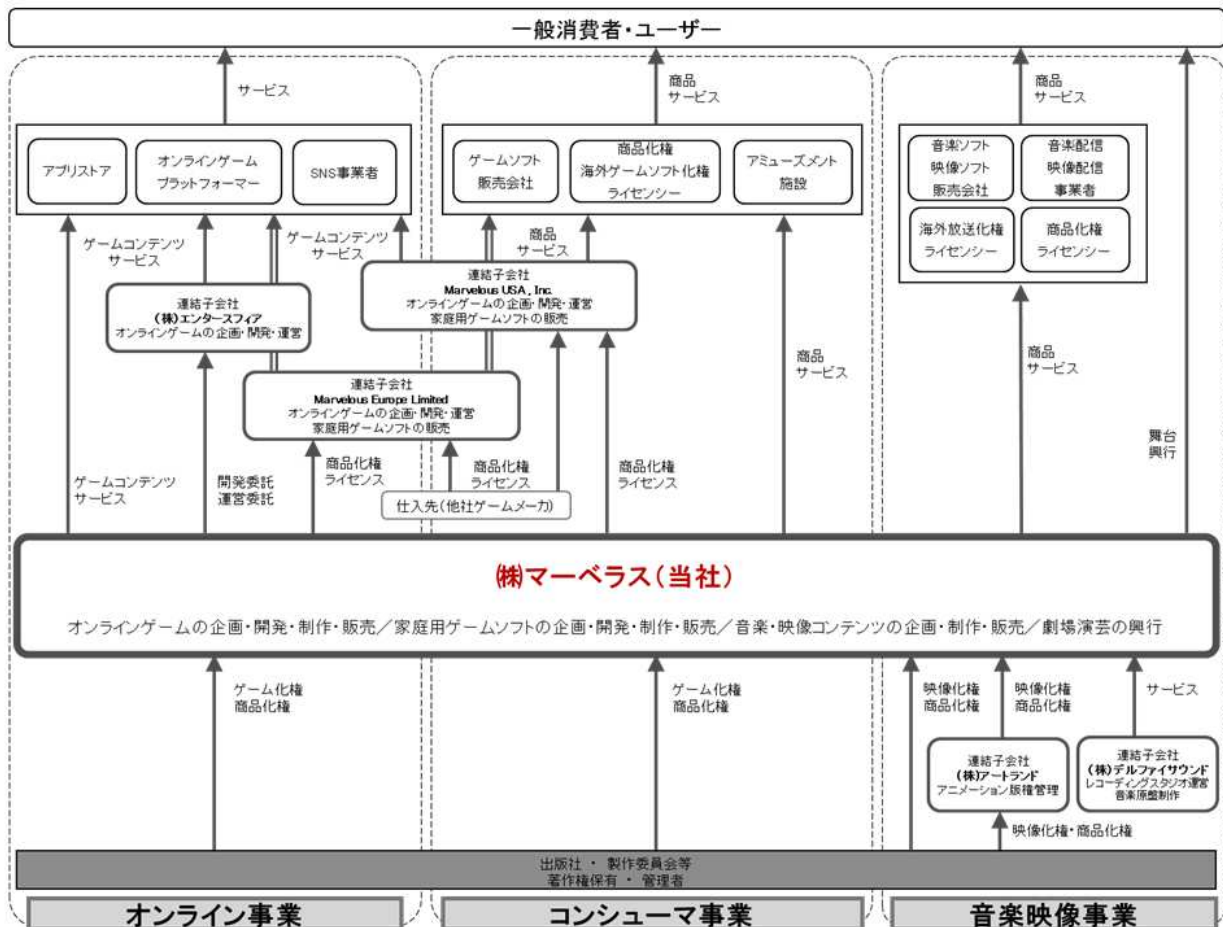 一般消費者・ユーザー
サービス
商品
サービス
商品
サービス
アプリストア
オンラインゲーム
プラットフォーマー
SNS事業者
ゲームソフト
販売会社
商品化権
海外ゲームソフト化権
ライセンシー
アミューズメント
施設
音楽ソフト
映像ソフト
販売会社
音楽配信
映像配信
事業者
海外放送化権
ライセンシー
商品化権
ライセンシー
ゲームコンテンツ
サービス
ゲームコンテンツ
サービス
商品
サービス
連結子会社
(株)エンタースフィア
オンラインゲームの企画・開発・運営
連結子会社
Marvelous USA, Inc.
オンラインゲームの企画・開発・運営
家庭用ゲームソフトの販売
連結子会社
Marvelous Europe Limited
オンラインゲームの企画・開発・運営
家庭用ゲームソフトの販売
商品
サービス
商品
サービス
舞台
興行
ゲームコンテンツ
サービス
開発委託
運営委託
商品化権
ライセンス
商品化権
ライセンス
商品化権
ライセンス
仕入先(他社ゲームメーカ)
㈱マーベラス(当社)
オンラインゲームの企画・開発・制作・販売/家庭用ゲームソフトの企画・開発・制作・販売/音楽・映像コンテンツの企画・制作・販売/劇場演芸の興行
ゲーム化権
商品化権
ゲーム化権
商品化権
映像化権
商品化権
映像化権
商品化権
サービス
連結子会社
(株)アートランド
アニメーション版権管理
連結子会社
(株)デルファイサウンド
レコーディングスタジオ運営
音楽原盤制作
映像化権・商品化権
出版社 ・ 製作委員会等
著作権保有 ・ 管理者
オンライン事業
コンシューマ事業
音楽映像事業